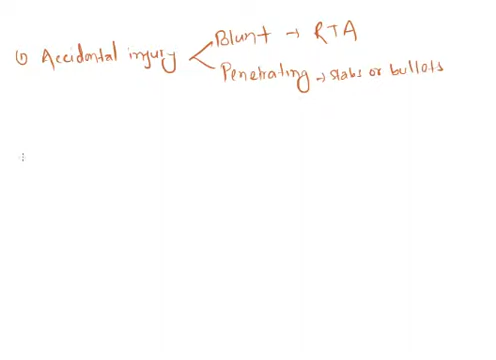 ① Accidental injury
Blunt → RTA
Penetrating → stabs or bullets